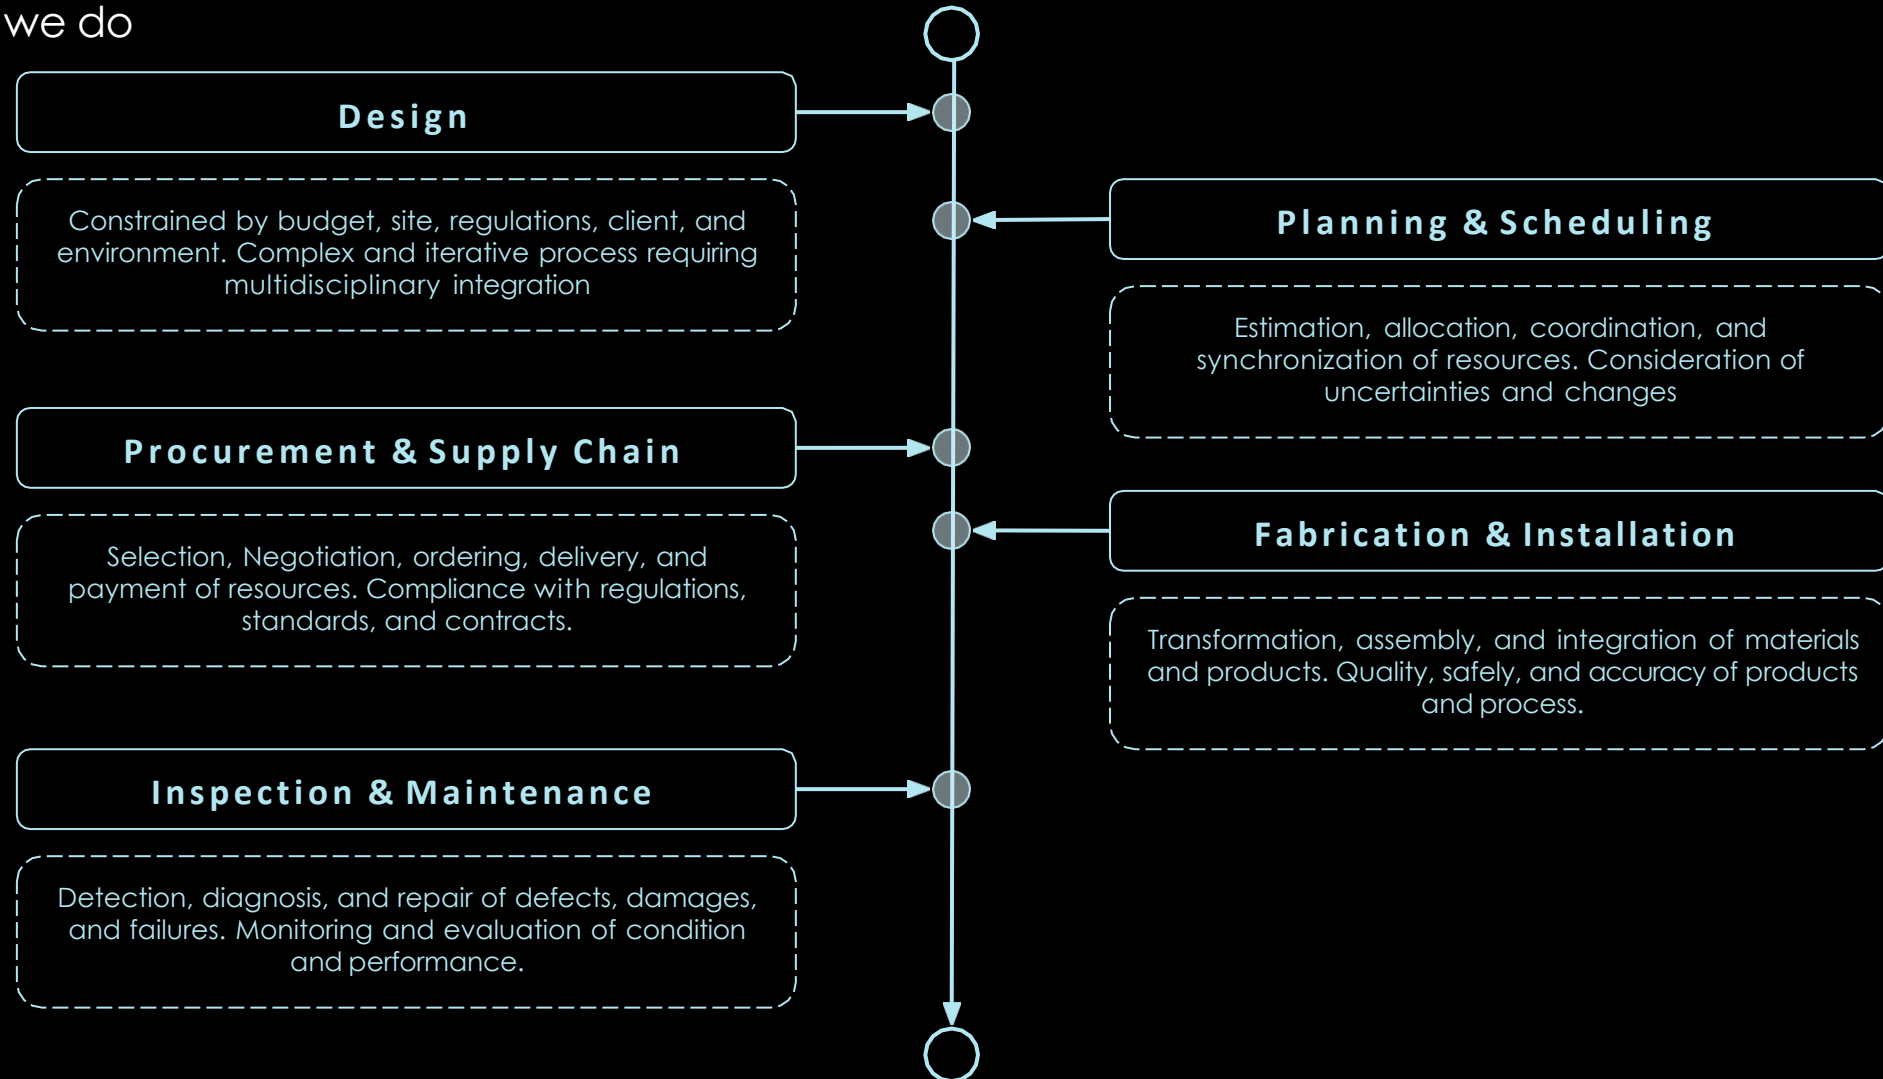 we do
Design
Constrained by budget, site, regulations, client, and
environment. Complex and iterative process requiring
multidisciplinary integration
Planning & Scheduling
Estimation, allocation, coordination, and
synchronization of resources. Consideration of
uncertainties and changes
Procurement & Supply Chain
Selection, Negotiation, ordering, delivery, and
payment of resources. Compliance with regulations,
standards, and contracts.
Fabrication & Installation
Transformation, assembly, and integration of materials
and products. Quality, safely, and accuracy of products
and process.
Inspection & Maintenance
Detection, diagnosis, and repair of defects, damages,
and failures. Monitoring and evaluation of condition
and performance.